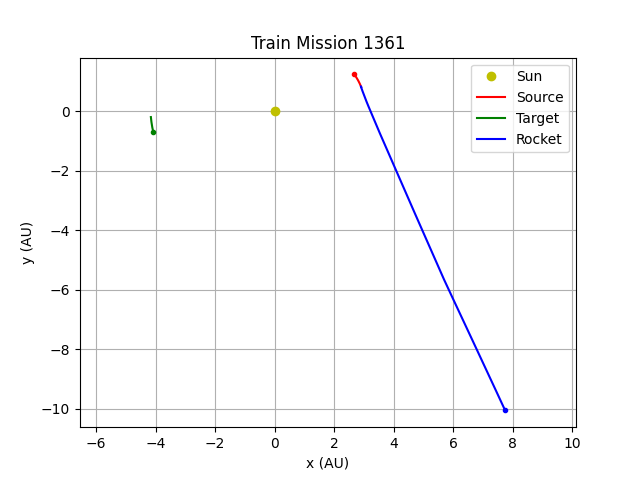 Train Mission 1361
Sun
Source
Target
Rocket
0
−2
−4
−6
−8
−10
y (AU)
−6
−4
−2
0
2
4
6
8
10
x (AU)